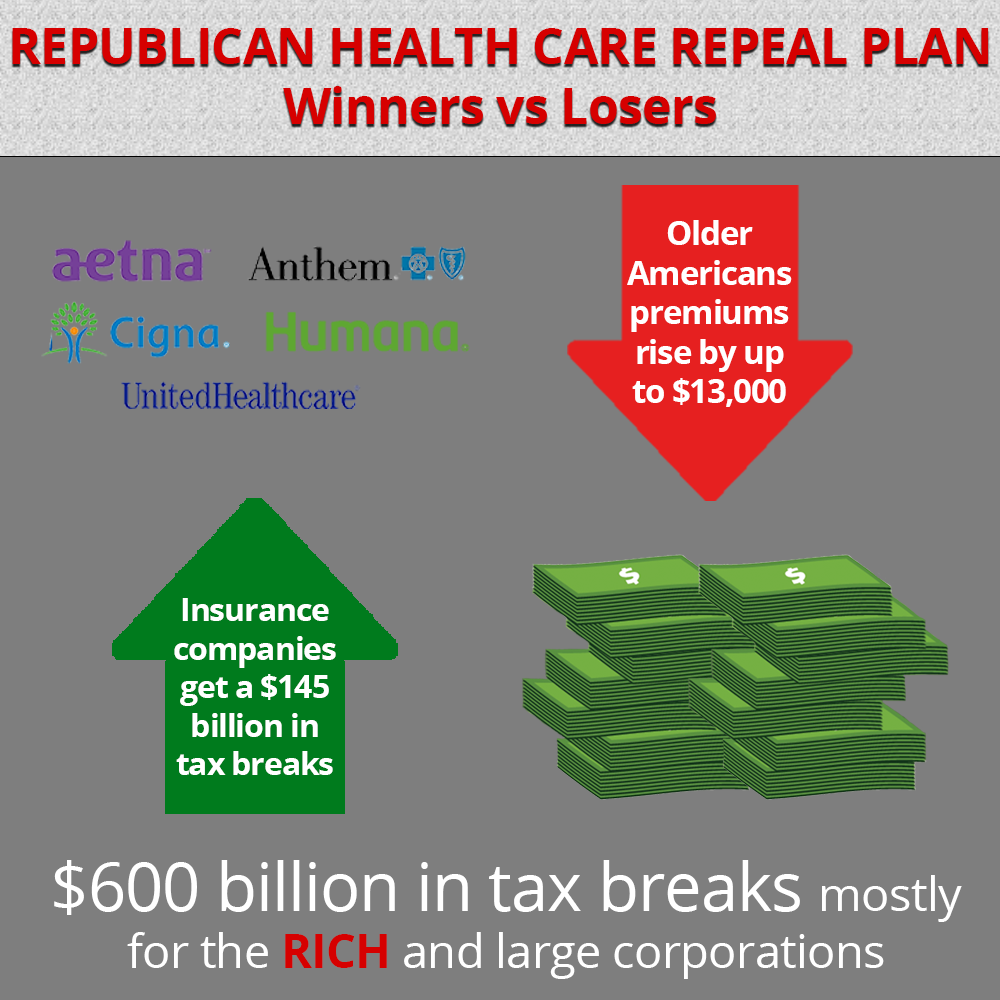 REPUBLICAN HEALTH CARE REPEAL PLAN
Winners vs Losers
aetna™
Anthem.
Cigna.
Humana.
UnitedHealthcare®
Older
Americans
premiums
rise by up
to $13,000
Insurance
companies
get a $145
billion in
tax breaks
$
$
$600 billion in tax breaks mostly
for the RICH and large corporations